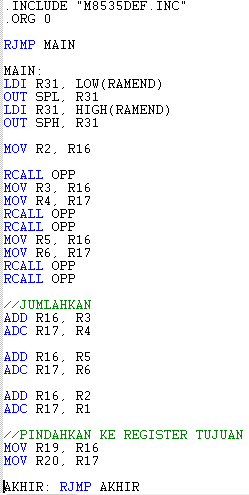 .INCLUDE "M8535DEF.INC"
.ORG 0
RJMP MAIN
MAIN:
LDI R31, LOW(RAMEND)
OUT SPL, R31
LDI R31, HIGH(RAMEND)
OUT SPH, R31
MOV R2, R16
RCALL OPP
MOV R3, R16
MOV R4, R17
RCALL OPP
RCALL OPP
MOV R5, R16
MOV R6, R17
RCALL OPP
RCALL OPP
//JUMLAHKAN
ADD R16, R3
ADC R17, R4
ADD R16, R5
ADC R17, R6
ADD R16, R2
ADC R17, R1
//PINDAHKAN KE REGISTER TUJUAN
MOV R19, R16
MOV R20, R17
AKHIR: RJMP AKHIR